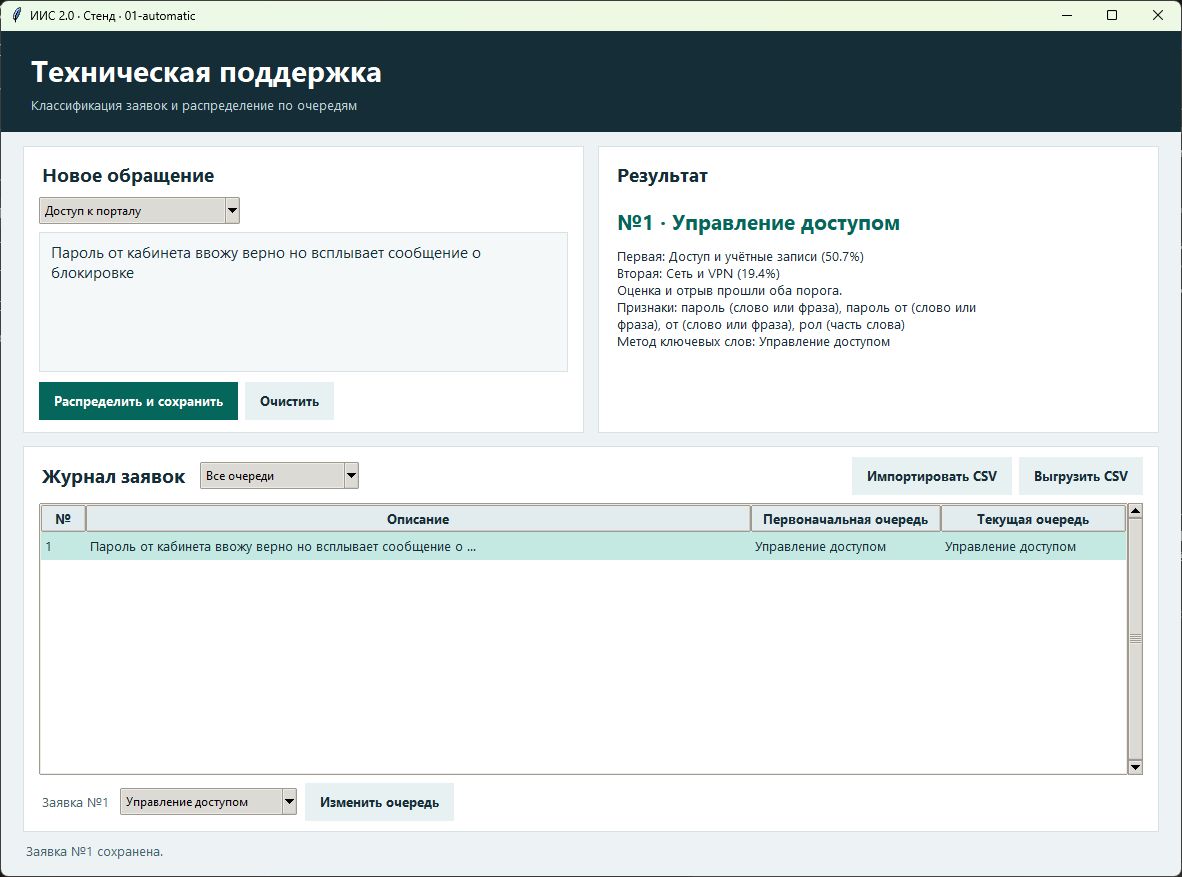 ИИС 2.0 · Стенд · 01-automatic
Техническая поддержка
Классификация заявок и распределение по очередям
Новое обращение
Доступ к порталу
Пароль от кабинета ввожу верно но всплывает сообщение о
блокировке
Распределить и сохранить
Очистить
Результат
№1 · Управление доступом
Первая: Доступ и учётные записи (50.7%)
Вторая: Сеть и VPN (19.4%)
Оценка и отрыв прошли оба порога.
Признаки: пароль (слово или фраза), пароль от (слово или
фраза), от (слово или фраза), рол (часть слова)
Метод ключевых слов: Управление доступом
Журнал заявок
Все очереди
Импортировать CSV
Выгрузить CSV
№ Описание Первоначальная очередь Текущая очередь
1 Пароль от кабинета ввожу верно но всплывает сообщение о ... Управление доступом Управление доступом
Заявка №1
Управление доступом
Изменить очередь
Заявка №1 сохранена.